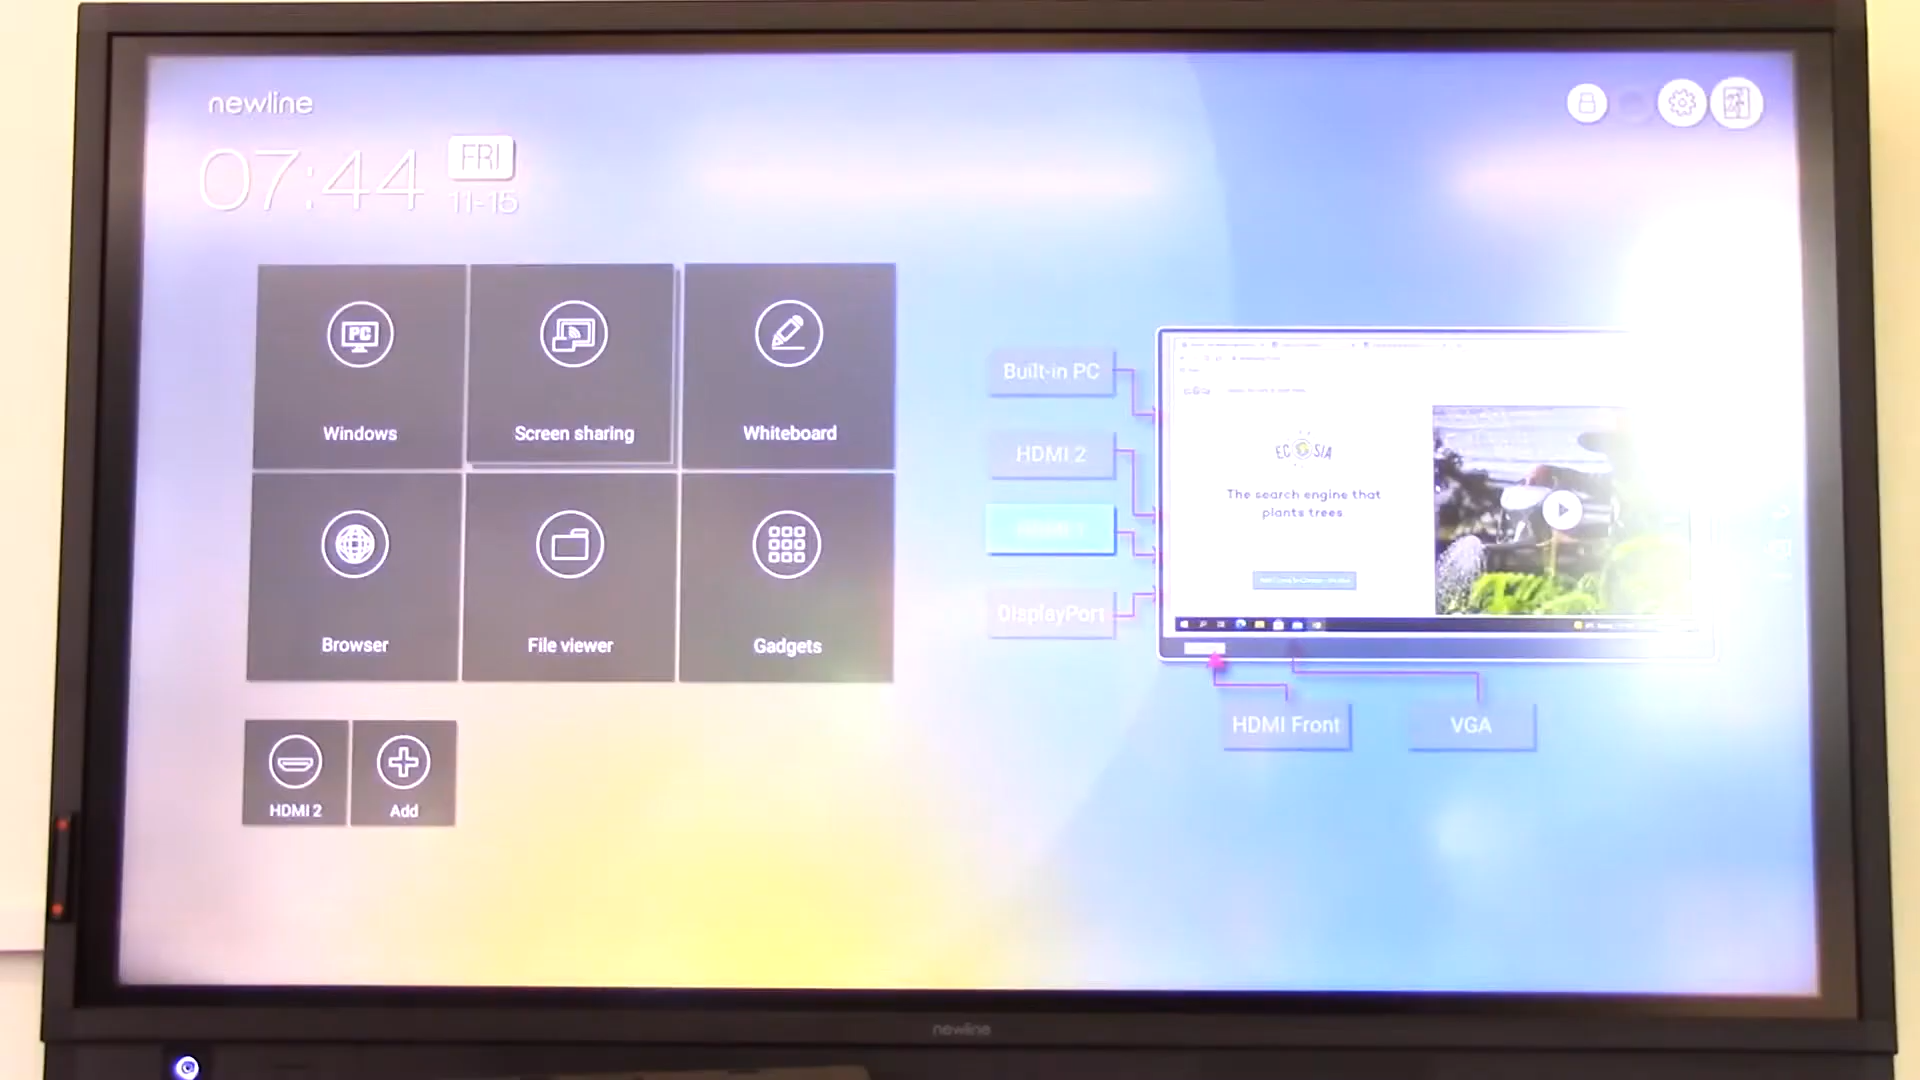 newline
07:44
FRI
11-15
PC
Windows
Screen sharing
Whiteboard
Browser
File viewer
Gadgets
HDMI 2
Add
Built-in PC
HDMI 2
DisplayPort
HDMI Front
VGA
ECOSIA
The search engine that
plants trees
newline